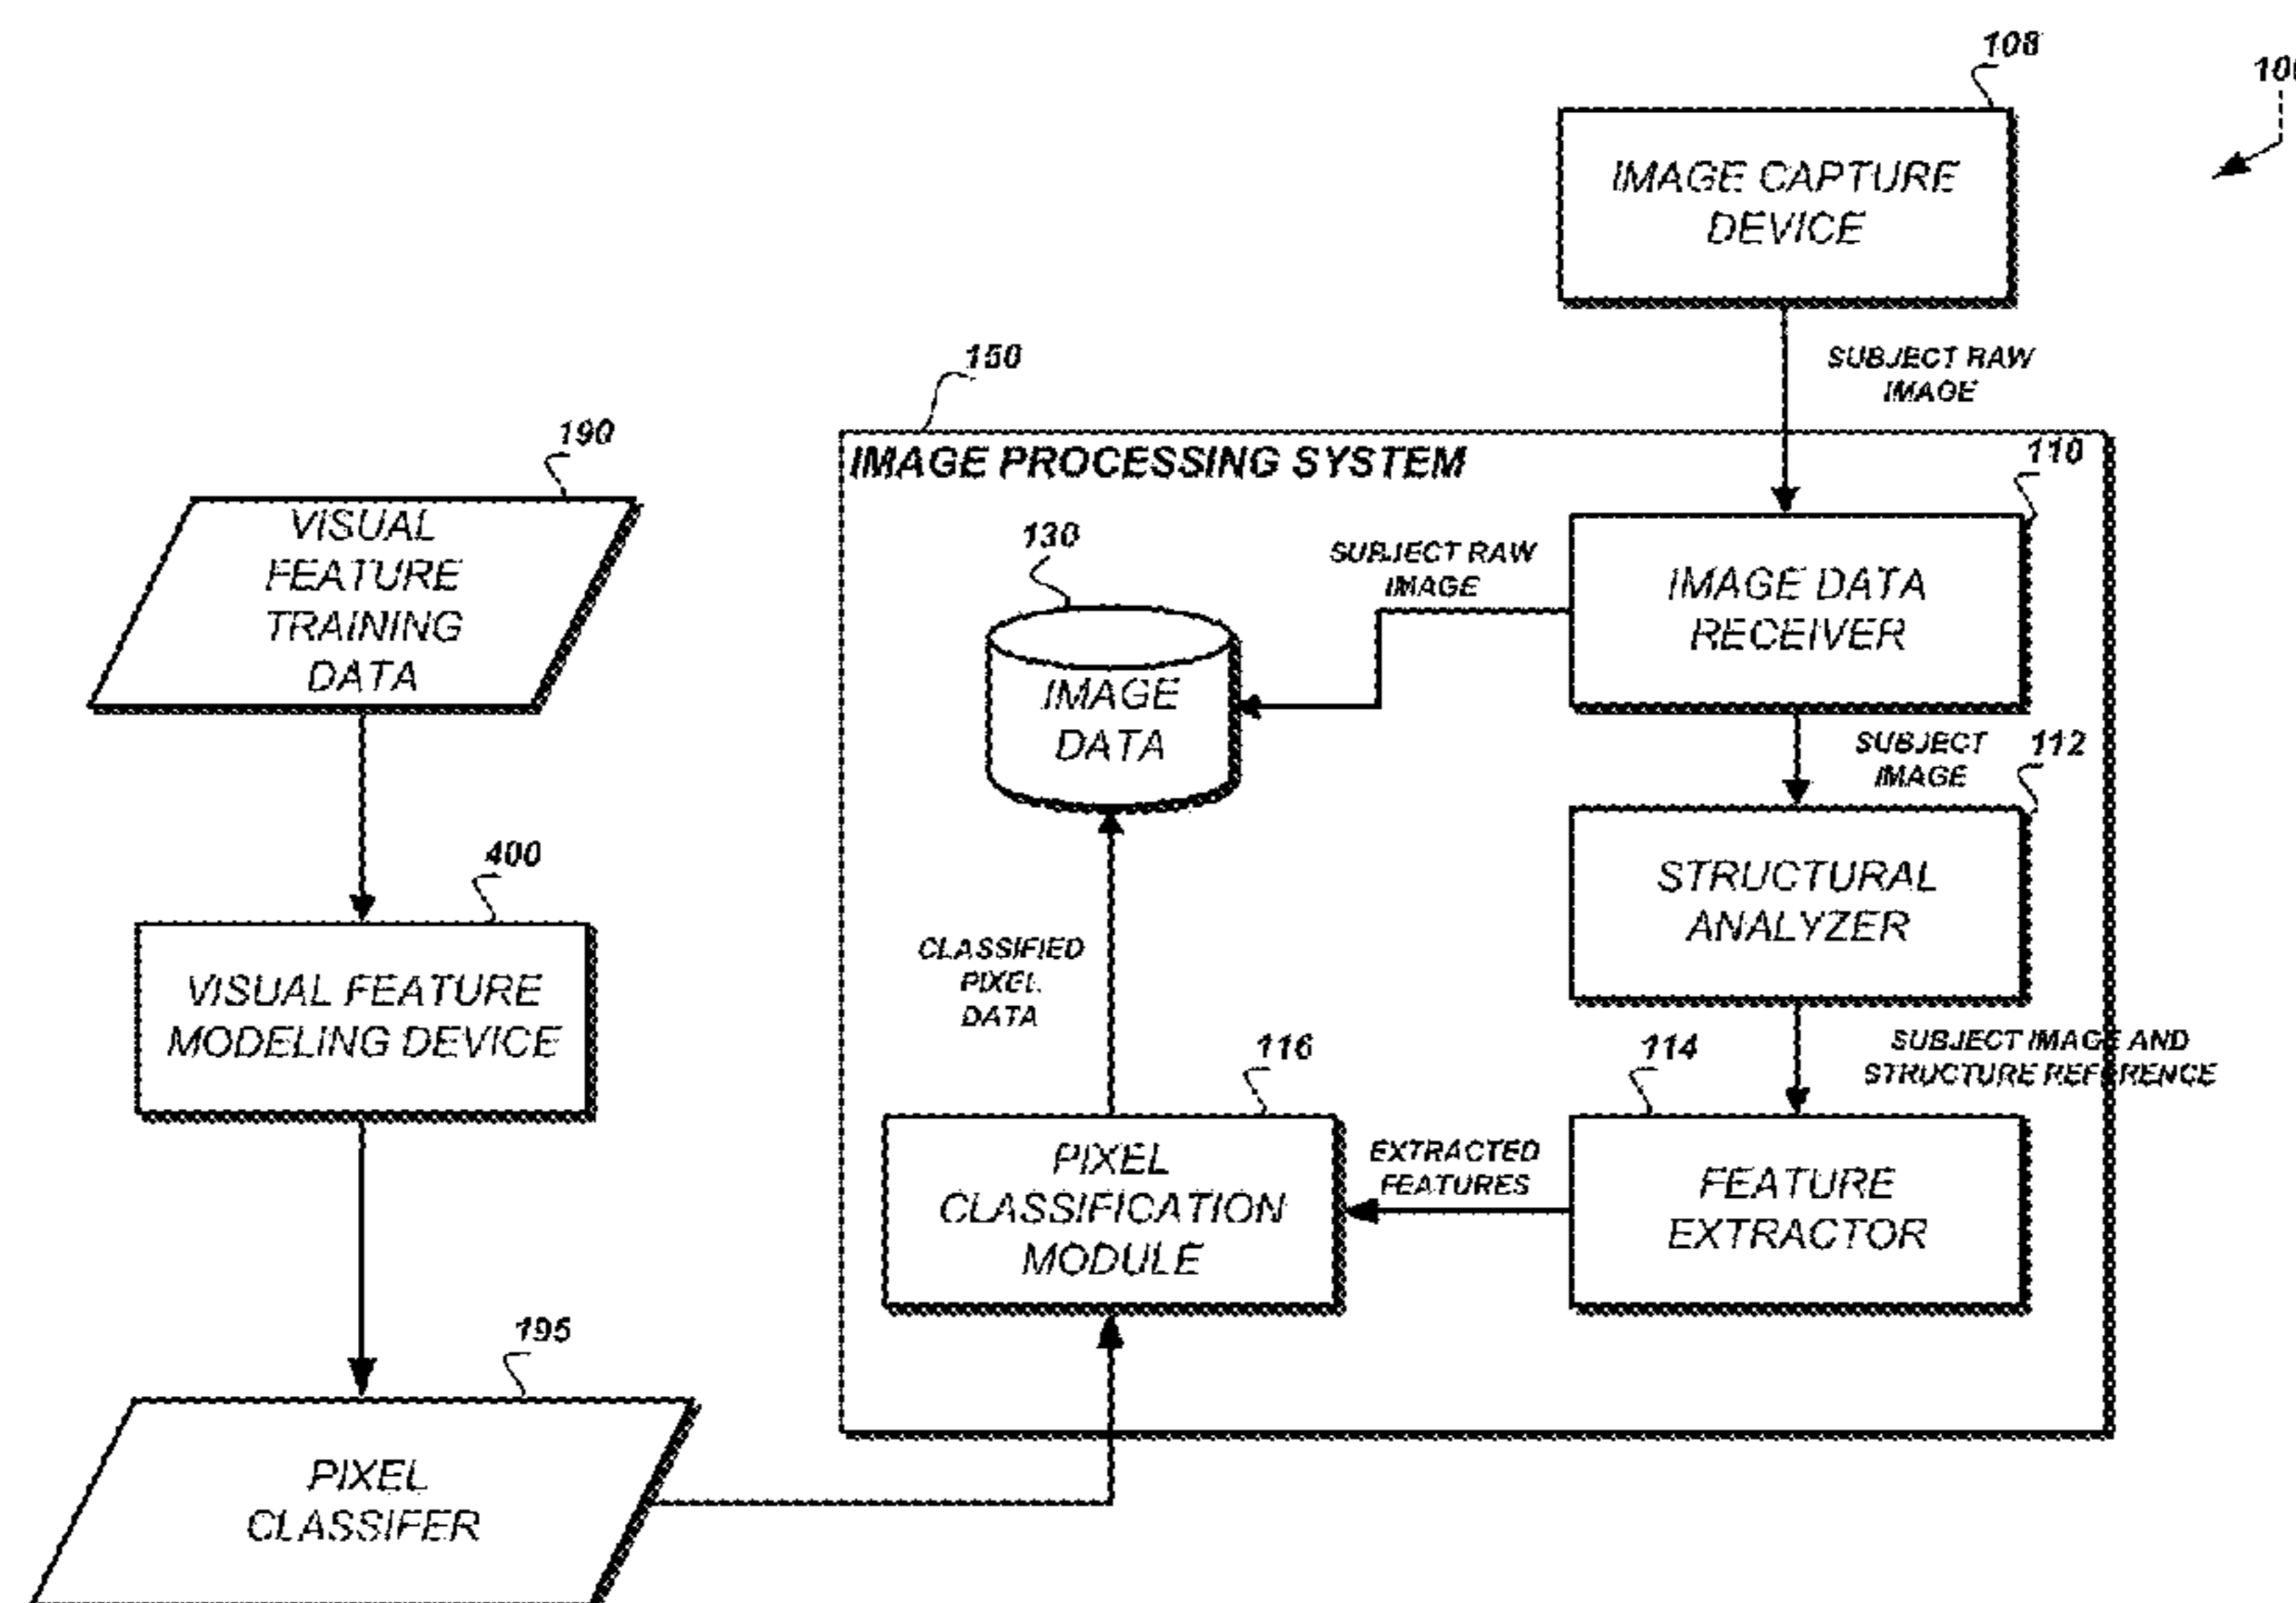 108
100
IMAGE CAPTURE
DEVICE
SUBJECT RAW
IMAGE
150
IMAGE PROCESSING SYSTEM
110
190
VISUAL
FEATURE
TRAINING
DATA
130
IMAGE
DATA
SUBJECT RAW
IMAGE
IMAGE DATA
RECEIVER
SUBJECT
IMAGE
112
STRUCTURAL
ANALYZER
400
VISUAL FEATURE
MODELING DEVICE
CLASSIFIED
PIXEL
DATA
SUBJECT IMAGE AND
STRUCTURE REFERENCE
116
114
PIXEL
CLASSIFICATION
MODULE
EXTRACTED
FEATURES
FEATURE
EXTRACTOR
195
PIXEL
CLASSIFER